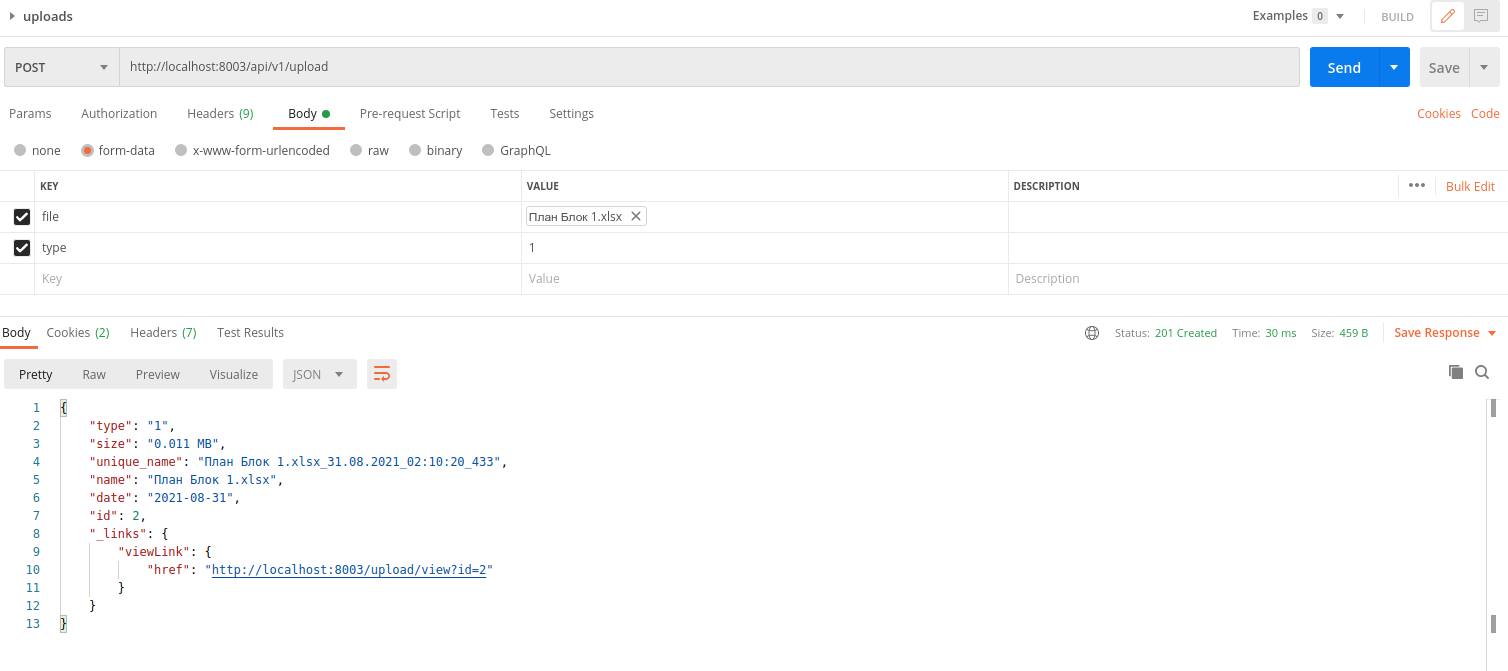 uploads Examples 0 BUILD
POST http://localhost:8003/api/v1/upload Send Save
Params Authorization Headers (9) Body Pre-request Script Tests Settings Cookies Code
none form-data x-www-form-urlencoded raw binary GraphQL
KEY VALUE DESCRIPTION ••• Bulk Edit
file План Блок 1.xlsx
type 1
Key Value Description
Body Cookies (2) Headers (7) Test Results Status: 201 Created Time: 30 ms Size: 459 B Save Response
Pretty Raw Preview Visualize JSON
1 {
2 "type": "1",
3 "size": "0.011 MB",
4 "unique_name": "План Блок 1.xlsx_31.08.2021_02:10:20_433",
5 "name": "План Блок 1.xlsx",
6 "date": "2021-08-31",
7 "id": 2,
8 "_links": {
9 "viewLink": {
10 "href": "http://localhost:8003/upload/view?id=2"
11 }
12 }
13 }